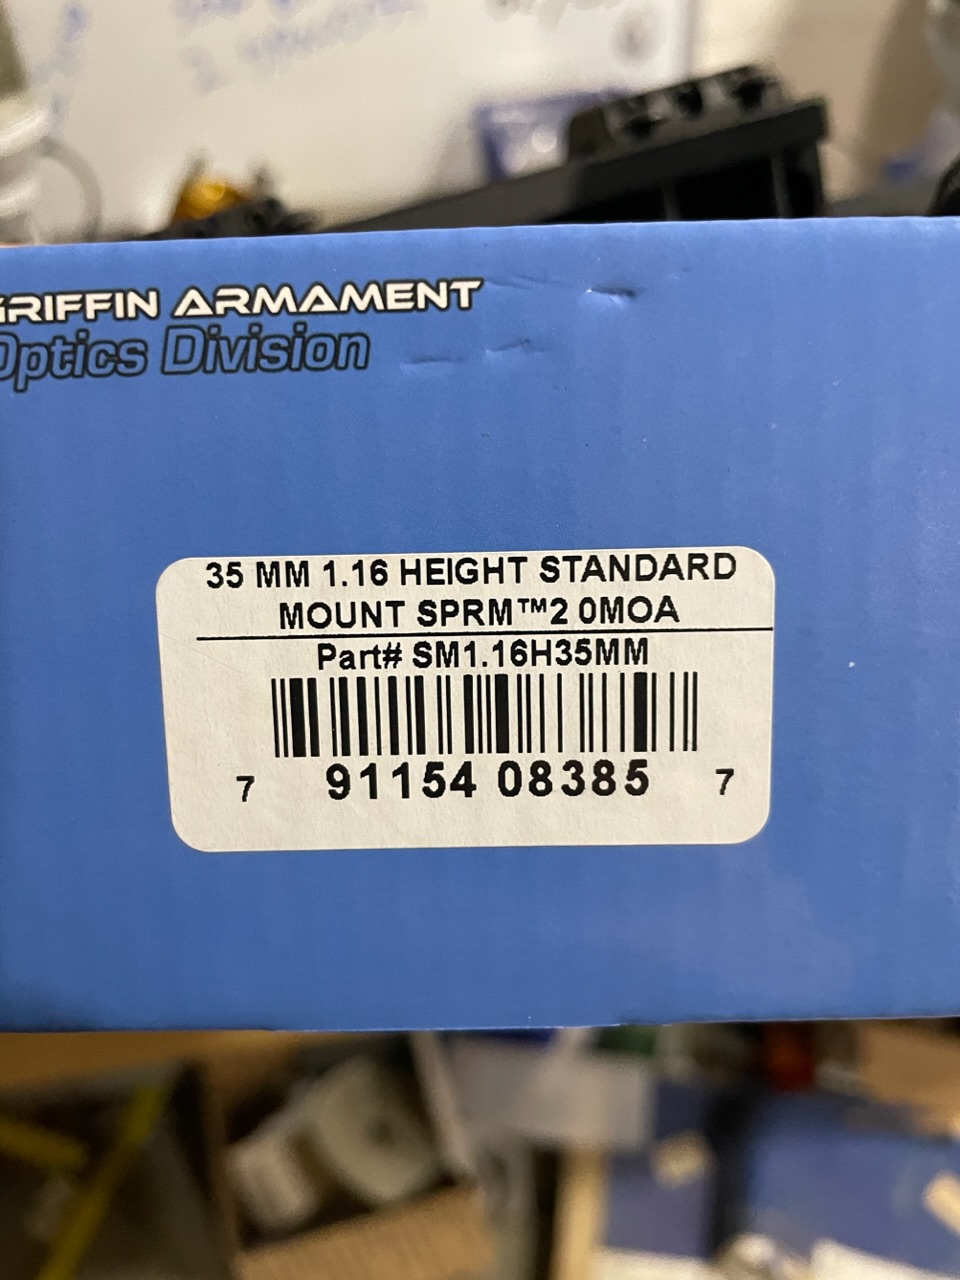 GRIFFIN ARMAMENT
Optics Division
35 MM 1.16 HEIGHT STANDARD
MOUNT SPRM™2 0MOA
Part# SM1.16H35MM
7 91154 08385 7